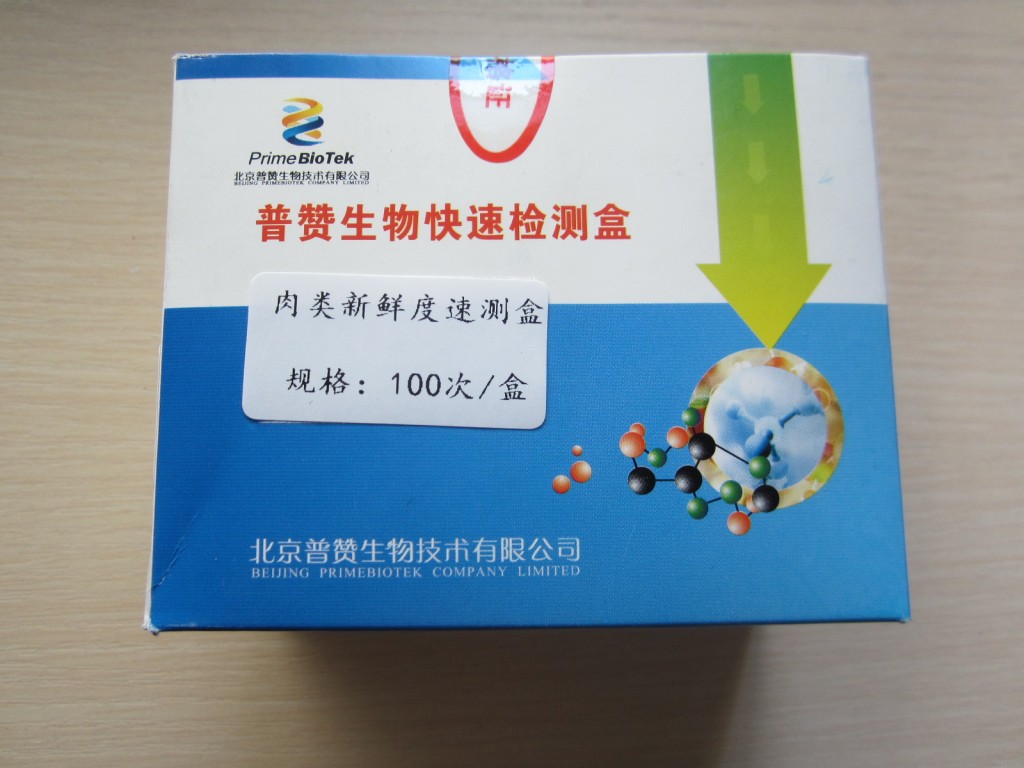 PrimeBioTek
北京普赞生物技术有限公司
BEIJING PRIMEBIOTEK COMPANY LIMITED
普赞生物快速检测盒
肉类新鲜度速测盒
规格：100次/盒
北京普赞生物技术有限公司
BEIJING PRIMEBIOTEK COMPANY LIMITED